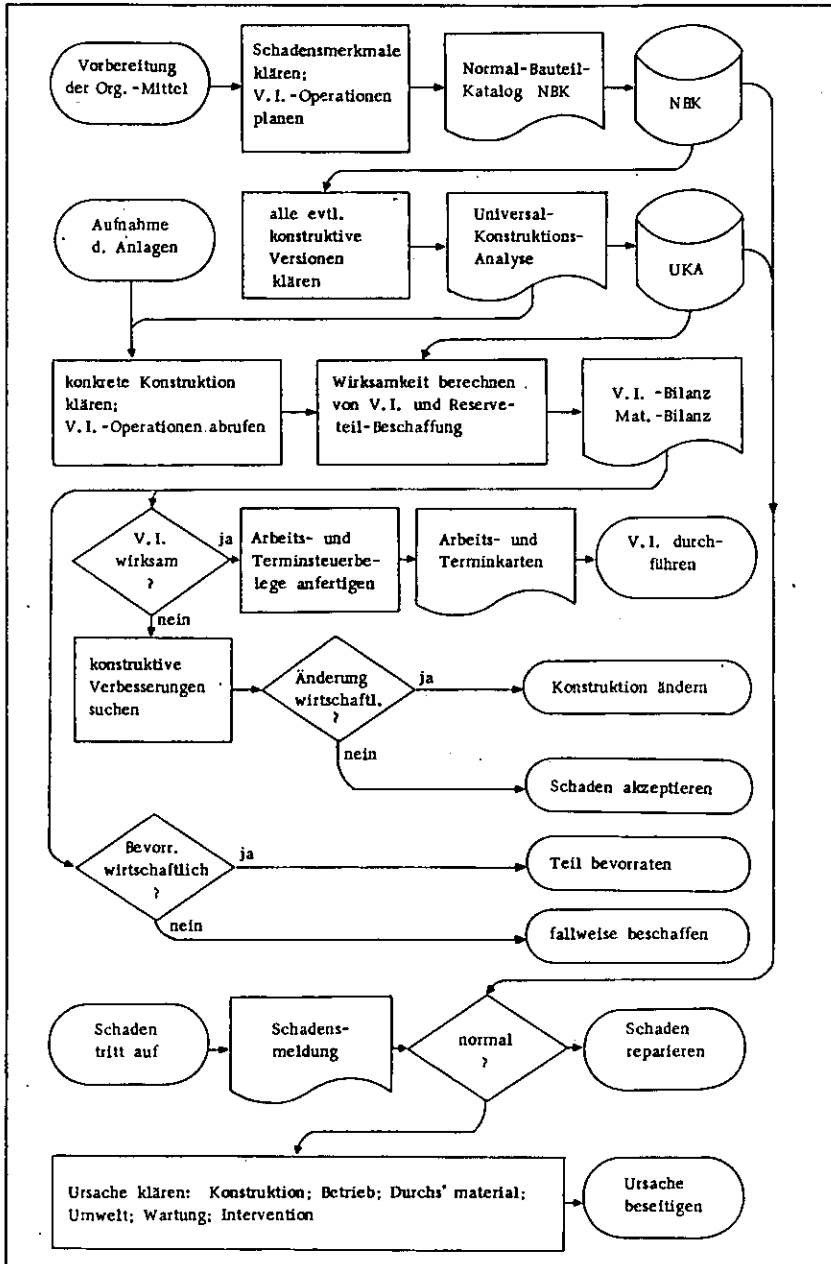 Vorbereitung
der Org.-Mittel
Schadensmerkmale
klären;
V.I.-Operationen
planen
Normal-Bauteil-
Katalog NBK
NBK
Aufnahme
d. Anlagen
alle evtl.
konstruktive
Versionen
klären
Universal-
Konstruktions-
Analyse
UKA
konkrete Konstruktion
klären;
V.I.-Operationen abrufen
Wirksamkeit berechnen
von V.I. und Reserve-
teil-Beschaffung
V.I. -Bilanz
Mat.-Bilanz
V.I.
wirksam
?
ja
Arbeits- und
Terminsteuerbe-
lege anfertigen
Arbeits- und
Terminkarten
V.I. durch-
führen
nein
konstruktive
Verbesserungen
suchen
Änderung
wirtschaftl.
?
ja
Konstruktion ändern
nein
Schaden akzeptieren
Bevorr.
wirtschaftlich
?
ja
Teil bevorraten
nein
fallweise beschaffen
Schaden
tritt auf
Schadens-
meldung
normal
?
Schaden
reparieren
Ursache klären: Konstruktion; Betrieb; Durchs' material;
Umwelt; Wartung; Intervention
Ursache
beseitigen